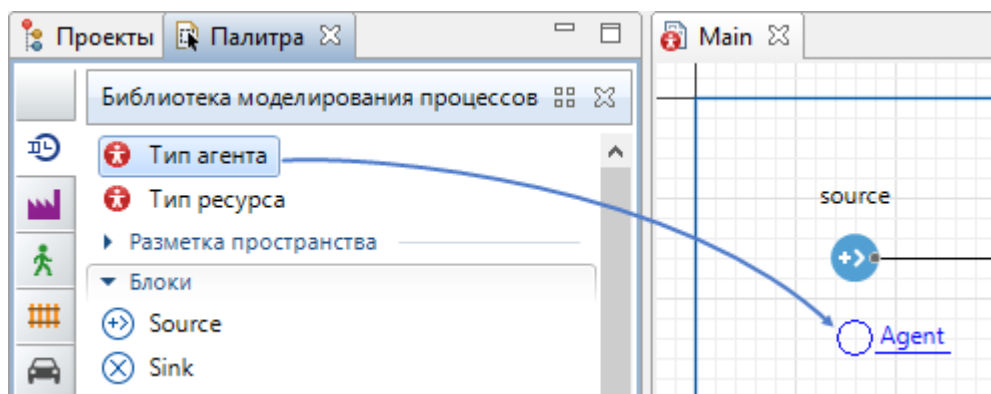 Проекты
Палитра
Main
Библиотека моделирования процессов
Тип агента
Тип ресурса
Разметка пространства
Блоки
Source
Sink
source
Agent